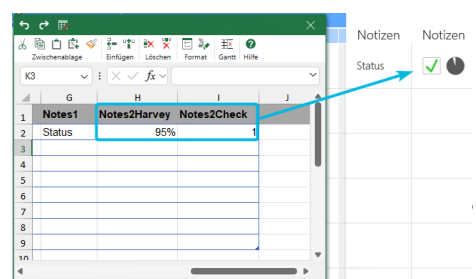 Zwischenablage Einfügen Löschen Format Gantt Hilfe
K3 fx
G H I J
1 Notes1 Notes2Harvey Notes2Check
2 Status 95% 1
3
4
5
6
7
8
9
10
Notizen Notizen
Status